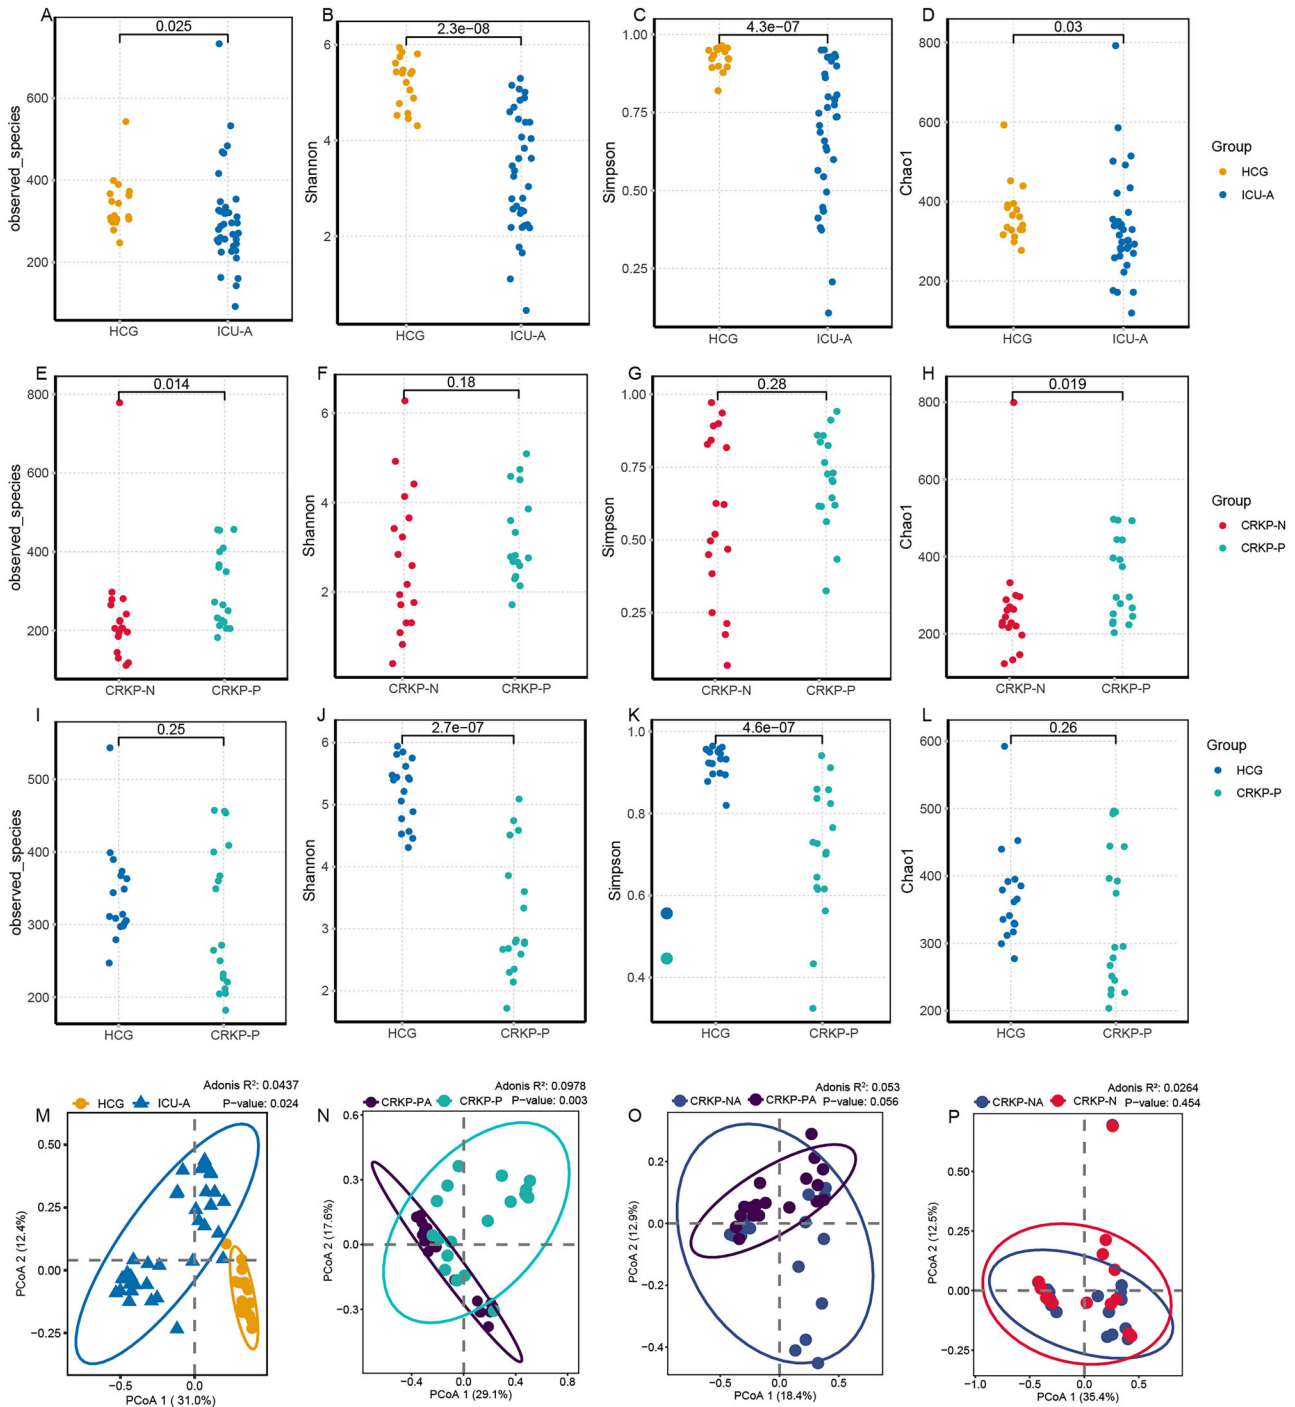 A
0.025
observed_species
600
400
200
HCG
ICU-A
B
2.3e−08
Shannon
6
4
2
HCG
ICU-A
C
4.3e−07
Simpson
1.00
0.75
0.50
0.25
HCG
ICU-A
D
0.03
Chao1
800
600
400
200
HCG
ICU-A
Group
HCG
ICU-A
E
0.014
observed_species
800
600
400
200
CRKP-N
CRKP-P
F
0.18
Shannon
6
4
2
CRKP-N
CRKP-P
G
0.28
Simpson
1.00
0.75
0.50
0.25
CRKP-N
CRKP-P
H
0.019
Chao1
800
600
400
200
CRKP-N
CRKP-P
Group
CRKP-N
CRKP-P
I
0.25
observed_species
500
400
300
200
HCG
CRKP-P
J
2.7e−07
Shannon
6
5
4
3
2
HCG
CRKP-P
K
4.6e−07
Simpson
1.0
0.8
0.6
0.4
HCG
CRKP-P
L
0.26
Chao1
600
500
400
300
200
HCG
CRKP-P
Group
HCG
CRKP-P
M
Adonis R²: 0.0437
HCG ICU-A P-value: 0.024
PCoA 2 (12.4%)
0.50
0.25
0.00
−0.25
−0.5 0.0
PCoA 1 ( 31.0%)
N
Adonis R²: 0.0978
CRKP-PA CRKP-P P-value: 0.003
PCoA 2 (17.6%)
0.6
0.3
0.0
−0.3
−0.4 0.0 0.4 0.8
PCoA 1 (29.1%)
O
Adonis R²: 0.053
CRKP-NA CRKP-PA P-value: 0.056
PCoA 2 (12.9%)
0.2
0.0
−0.2
−0.4
−0.5 0.0 0.5
PCoA 1 (18.4%)
P
Adonis R²: 0.0264
CRKP-NA CRKP-N P-value: 0.454
PCoA 2 (12.5%)
0.50
0.25
0.00
−0.25
−1.0 −0.5 0.0 0.5
PCoA 1 (35.4%)